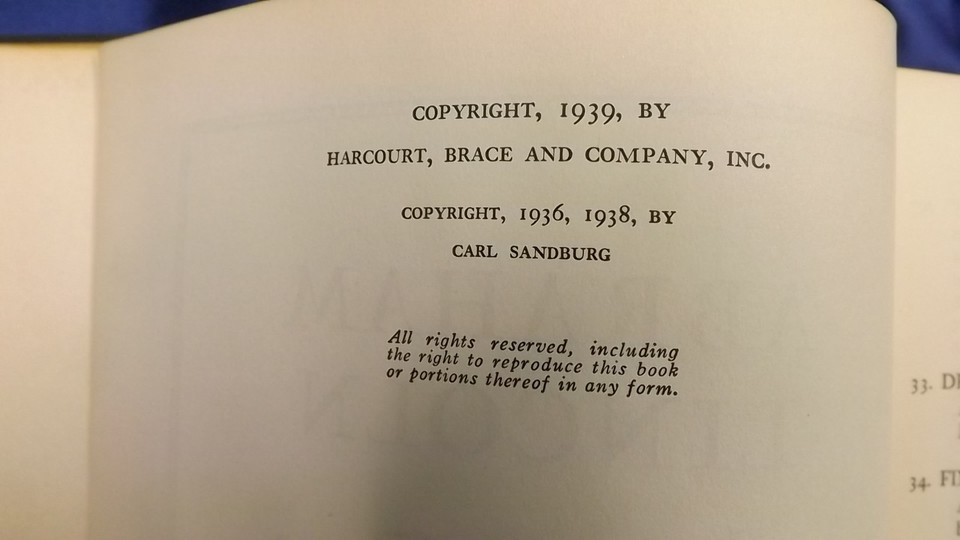 COPYRIGHT, 1939, BY
HARCOURT, BRACE AND COMPANY, INC.
COPYRIGHT, 1936, 1938, BY
CARL SANDBURG
All rights reserved, including
the right to reproduce this book
or portions thereof in any form.
33.
34.